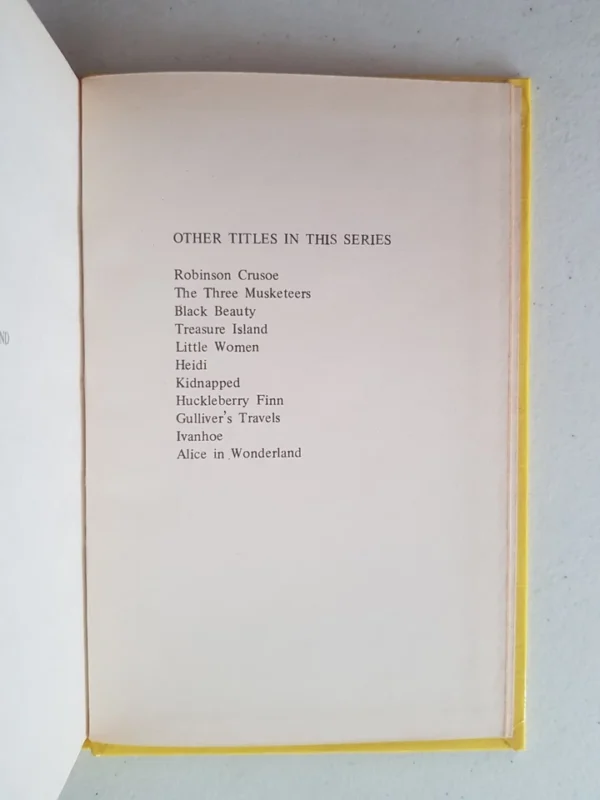 ND
OTHER TITLES IN THIS SERIES
Robinson Crusoe
The Three Musketeers
Black Beauty
Treasure Island
Little Women
Heidi
Kidnapped
Huckleberry Finn
Gulliver's Travels
Ivanhoe
Alice in Wonderland